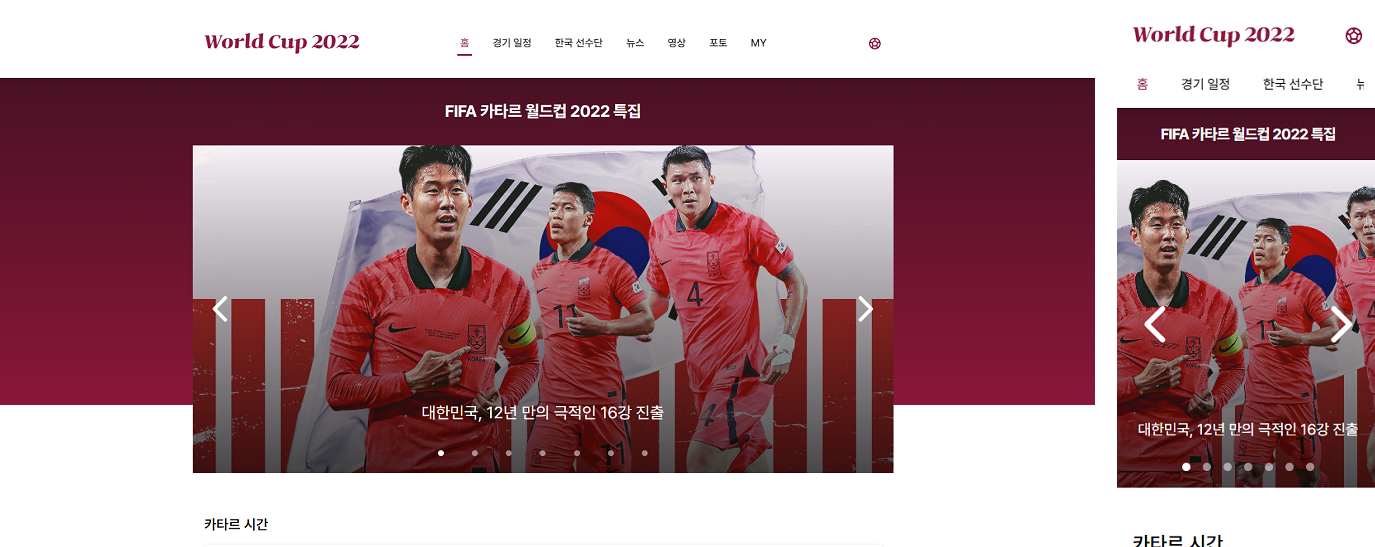 World Cup 2022
홈 경기 일정 한국 선수단 뉴스 영상 포토 MY
FIFA 카타르 월드컵 2022 특집
11
4
KOREA
11
대한민국, 12년 만의 극적인 16강 진출
카타르 시간
World Cup 2022
홈 경기 일정 한국 선수단
FIFA 카타르 월드컵 2022 특집
11
대한민국, 12년 만의 극적인 16강 진출
카타르 시간